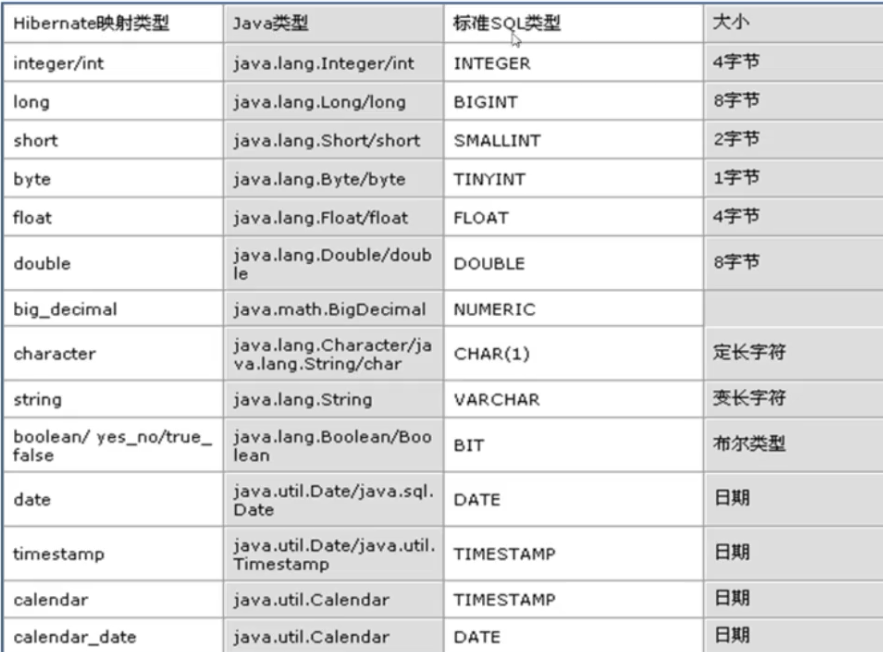 Hibernate映射类型 Java类型 标准SQL类型 大小
integer/int java.lang.Integer/int INTEGER 4字节
long java.lang.Long/long BIGINT 8字节
short java.lang.Short/short SMALLINT 2字节
byte java.lang.Byte/byte TINYINT 1字节
float java.lang.Float/float FLOAT 4字节
double java.lang.Double/doub
le DOUBLE 8字节
big_decimal java.math.BigDecimal NUMERIC
character java.lang.Character/ja
va.lang.String/char CHAR(1) 定长字符
string java.lang.String VARCHAR 变长字符
boolean/ yes_no/true_
false java.lang.Boolean/Boo
lean BIT 布尔类型
date java.util.Date/java.sql.
Date DATE 日期
timestamp java.util.Date/java.util.
Timestamp TIMESTAMP 日期
calendar java.util.Calendar TIMESTAMP 日期
calendar_date java.util.Calendar DATE 日期